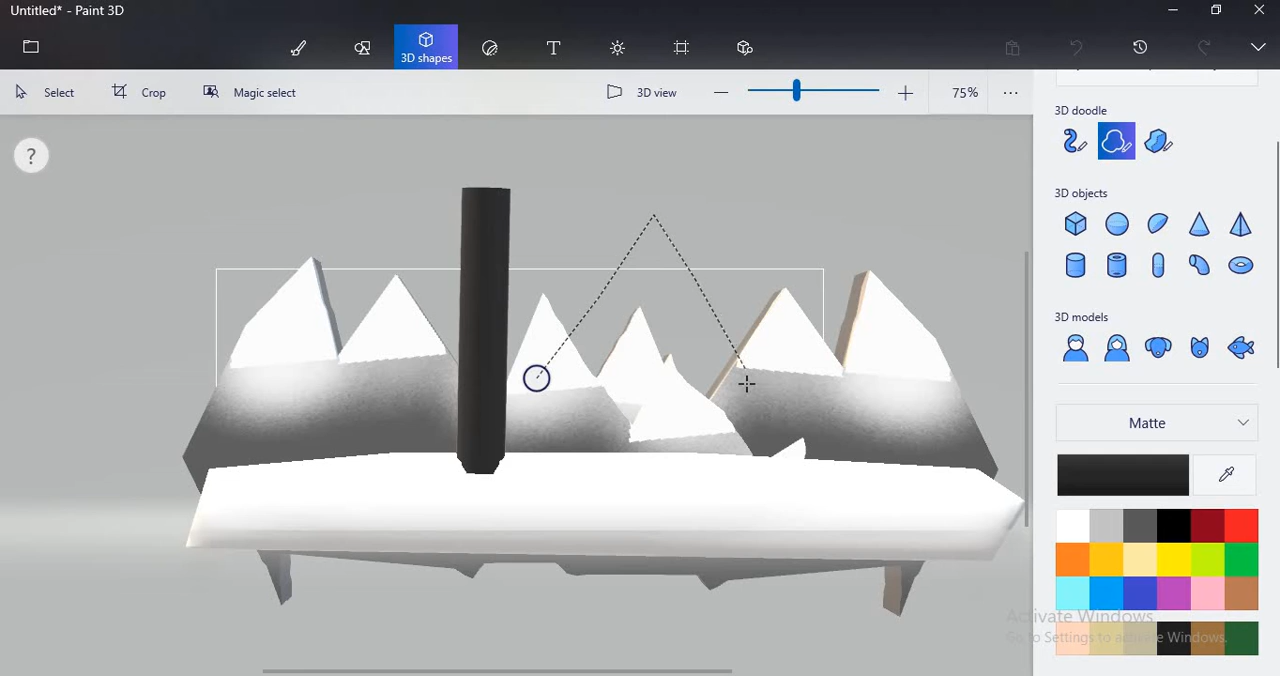 Untitled* - Paint 3D
3D shapes
Select
Crop
Magic select
3D view
75%
3D doodle
?
3D objects
3D models
Matte
Activate Windows
Go to Settings to activate Windows.